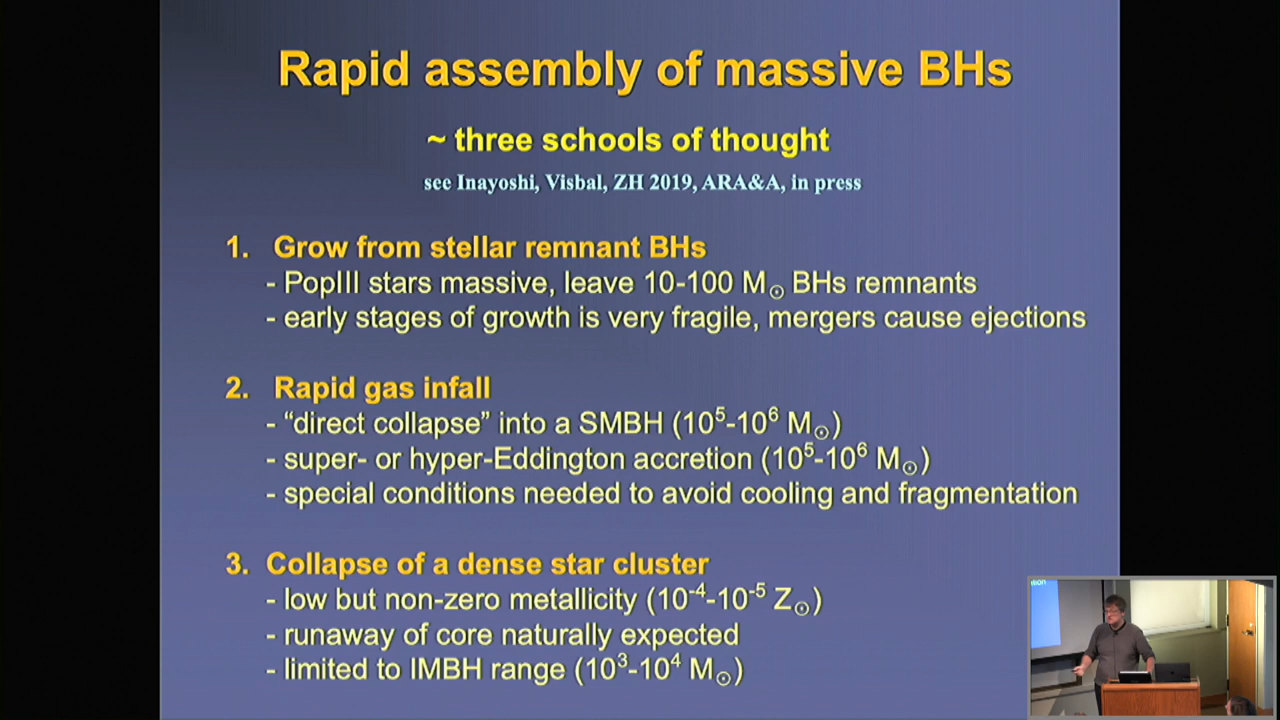 Rapid assembly of massive BHs
~ three schools of thought
see Inayoshi, Visbal, ZH 2019, ARA&A, in press
1. Grow from stellar remnant BHs
- PopIII stars massive, leave 10-100 M☉ BHs remnants
- early stages of growth is very fragile, mergers cause ejections
2. Rapid gas infall
- “direct collapse” into a SMBH (10⁵-10⁶ M☉)
- super- or hyper-Eddington accretion (10⁵-10⁶ M☉)
- special conditions needed to avoid cooling and fragmentation
3. Collapse of a dense star cluster
- low but non-zero metallicity (10⁻⁴-10⁻⁵ Z☉)
- runaway of core naturally expected
- limited to IMBH range (10³-10⁴ M☉)